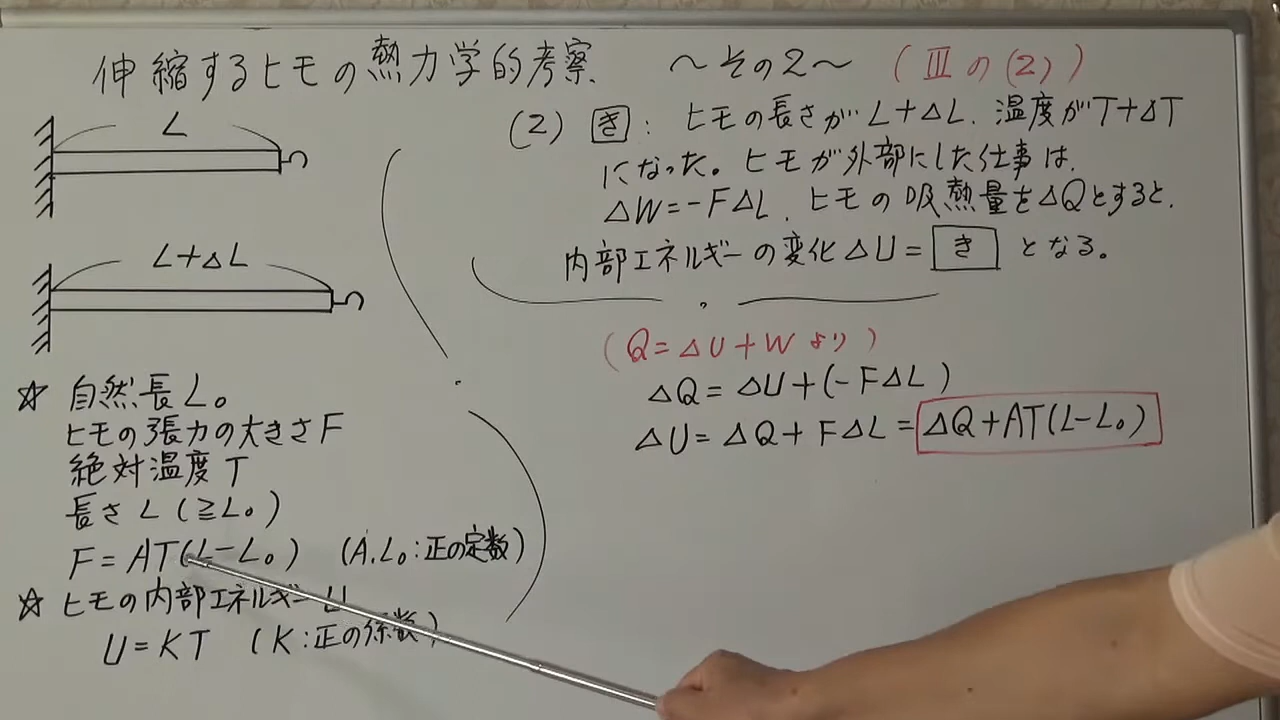 伸縮するヒモの熱力学的考察 ～その2～ (Ⅲの(2))
L
L+ΔL
☆ 自然長L₀
ヒモの張力の大きさF
絶対温度T
長さL (≧L₀)
F=AT(L-L₀) (A.L₀:正の定数)
☆ ヒモの内部エネルギーU
U=KT (K:正の係数)
(2) き: ヒモの長さがL+ΔL. 温度がT+ΔT
になった。ヒモが外部にした仕事は.
ΔW=-FΔL. ヒモの吸熱量をΔQとすると.
内部エネルギーの変化ΔU= き となる。
(Q=ΔU+Wより)
ΔQ=ΔU+(-FΔL)
ΔU=ΔQ+FΔL=ΔQ+AT(L-L₀)